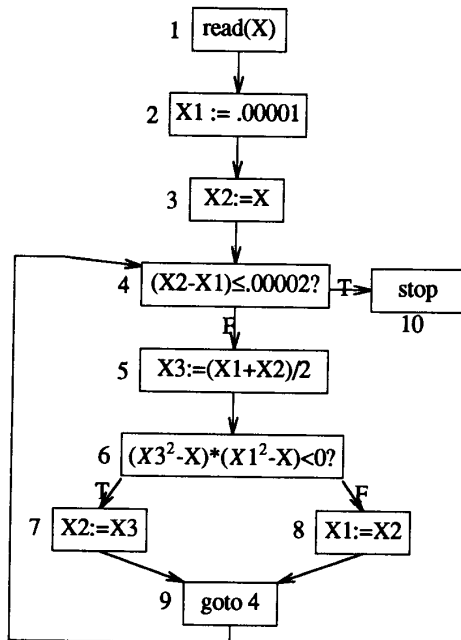 1 read(X)
2 X1 := .00001
3 X2:=X
4 (X2-X1)≤.00002? T stop
10
F
5 X3:=(X1+X2)/2
6 (X3²-X)*(X1²-X)<0?
T F
7 X2:=X3 8 X1:=X2
9 goto 4